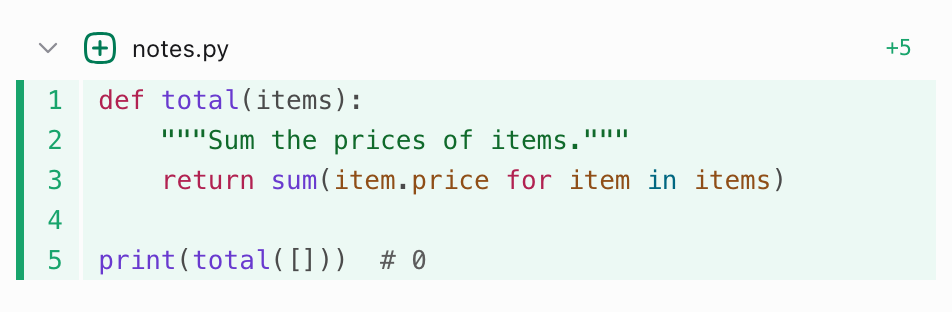 notes.py +5
1 def total(items):
2     """Sum the prices of items."""
3     return sum(item.price for item in items)
4
5 print(total([]))  # 0